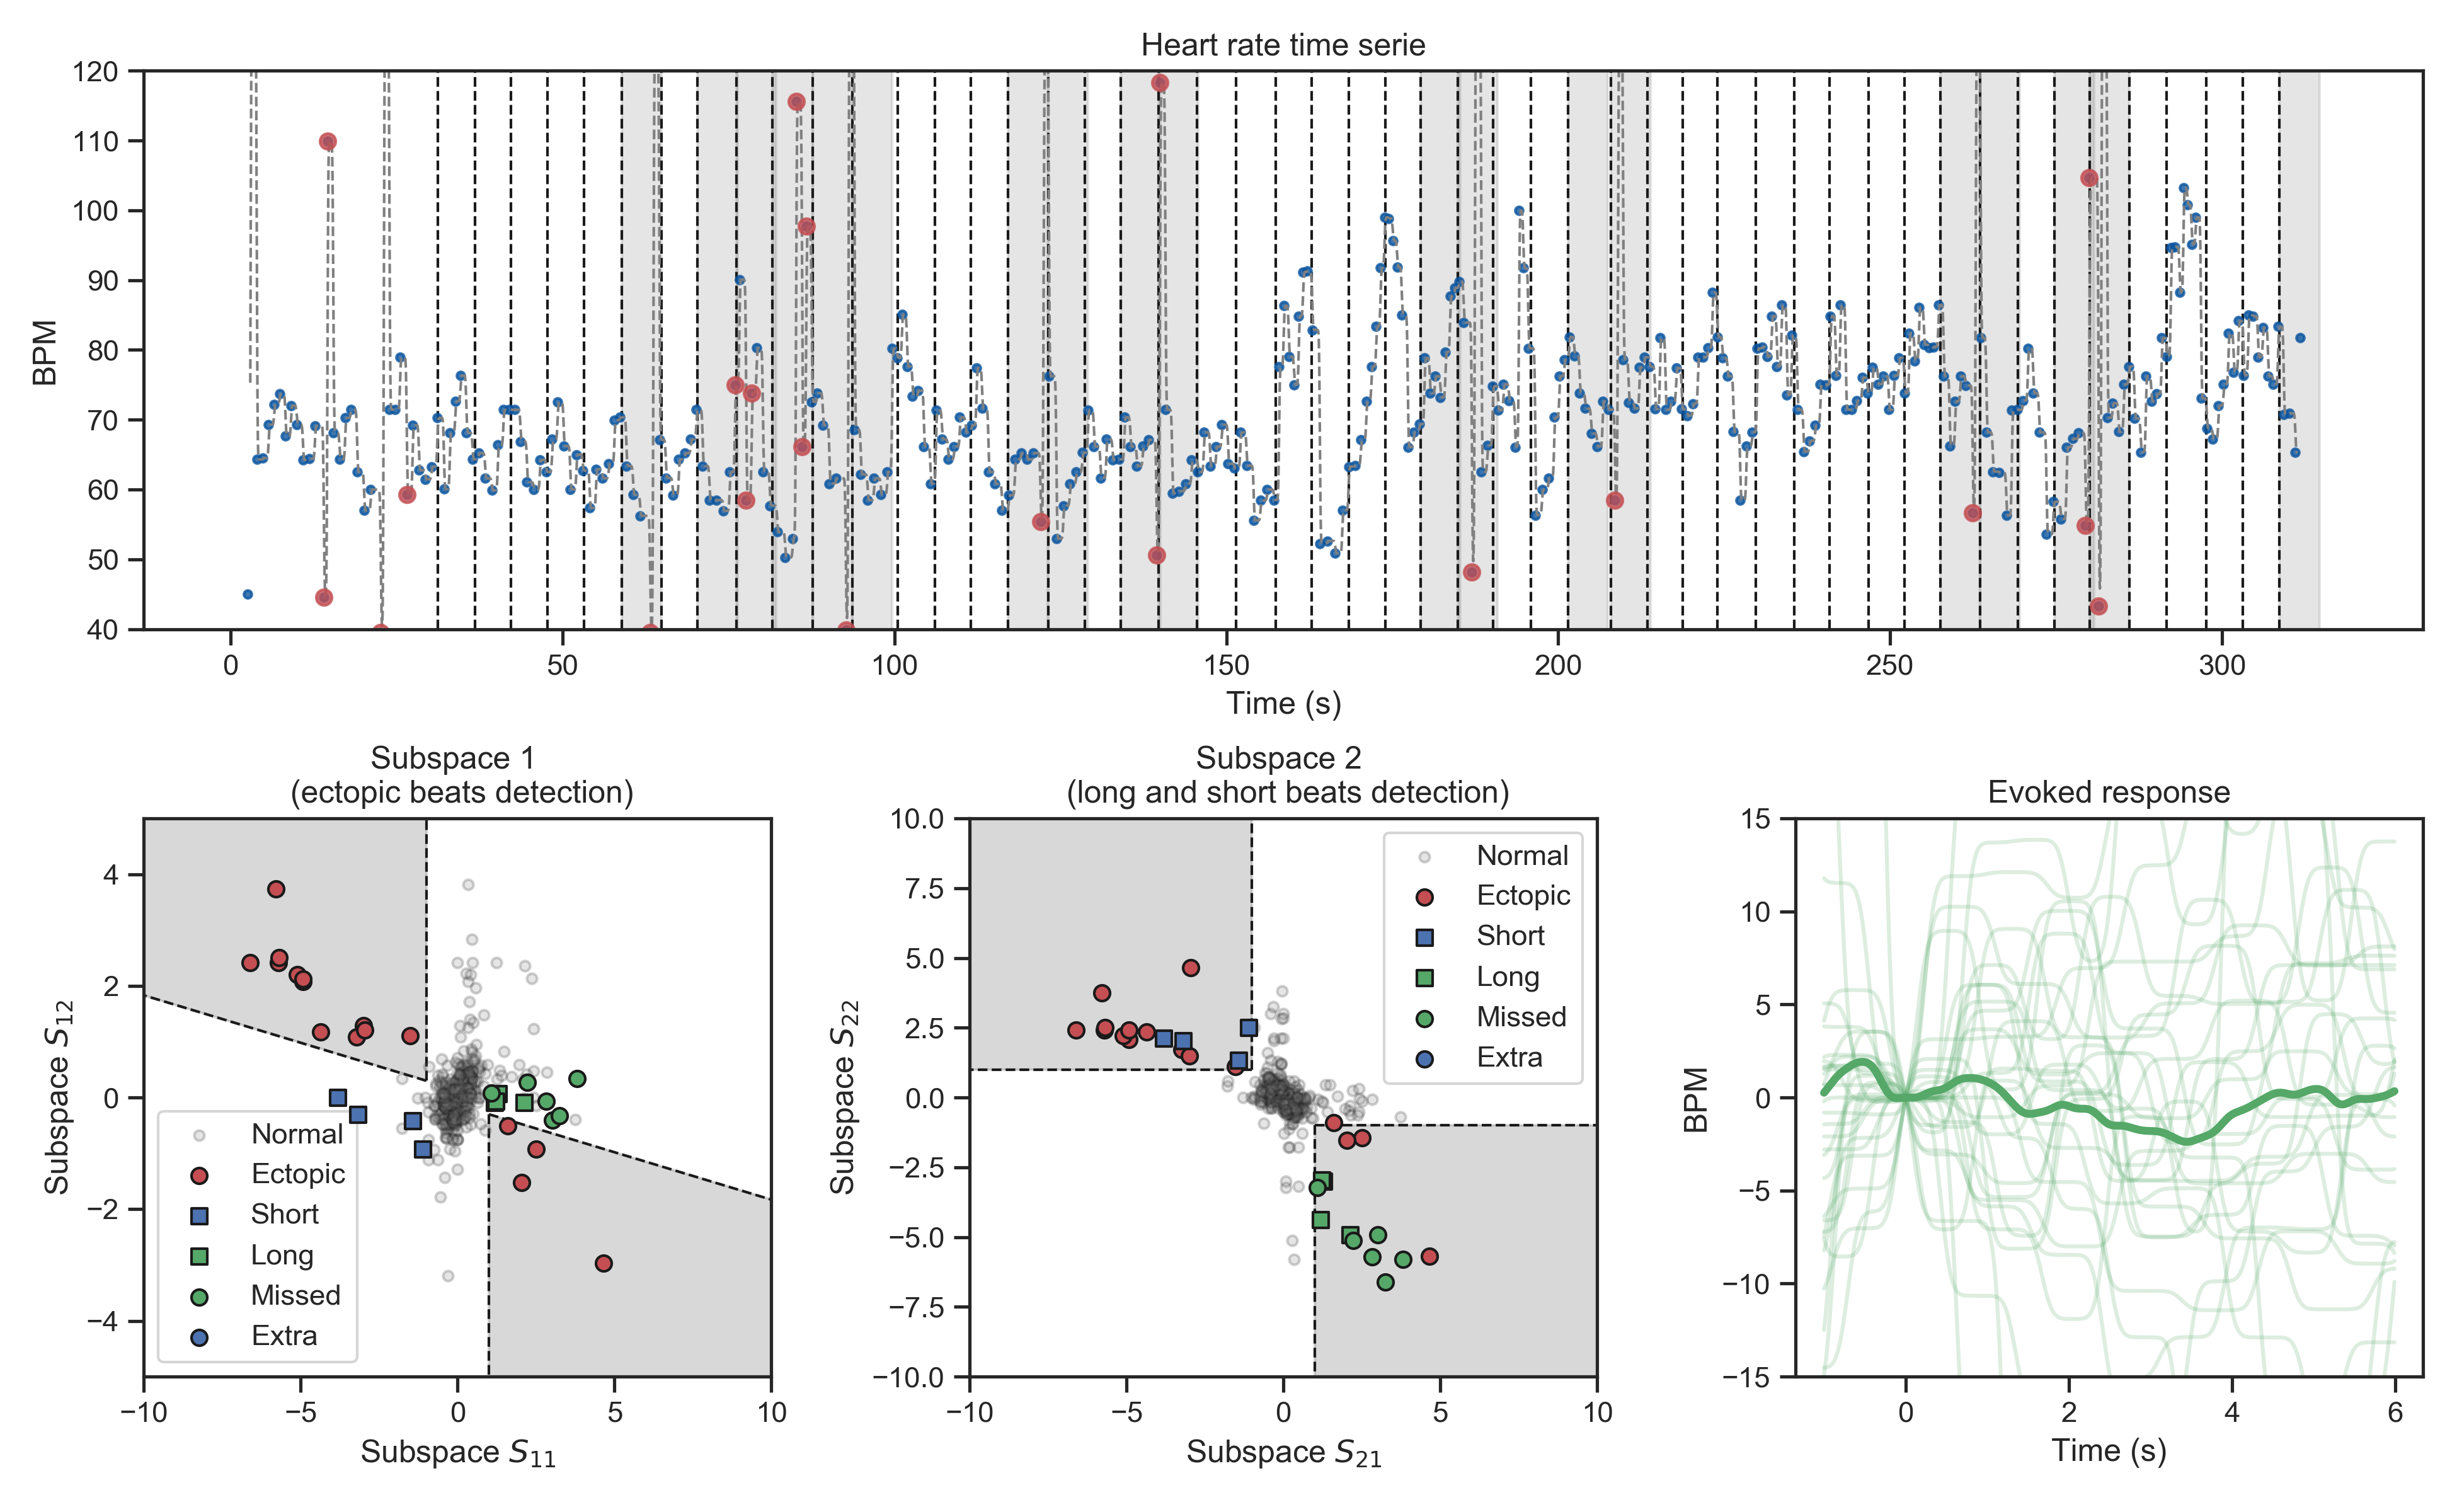 Heart rate time serie
120
110
100
90
80
70
60
50
40
BPM
0 50 100 150 200 250 300
Time (s)
Subspace 1
(ectopic beats detection)
4
2
0
−2
−4
Subspace S12
Normal
Ectopic
Short
Long
Missed
Extra
−10 −5 0 5 10
Subspace S11
Subspace 2
(long and short beats detection)
10.0
7.5
5.0
2.5
0.0
−2.5
−5.0
−7.5
−10.0
Subspace S22
Normal
Ectopic
Short
Long
Missed
Extra
−10 −5 0 5 10
Subspace S21
Evoked response
15
10
5
0
−5
−10
−15
BPM
0 2 4 6
Time (s)